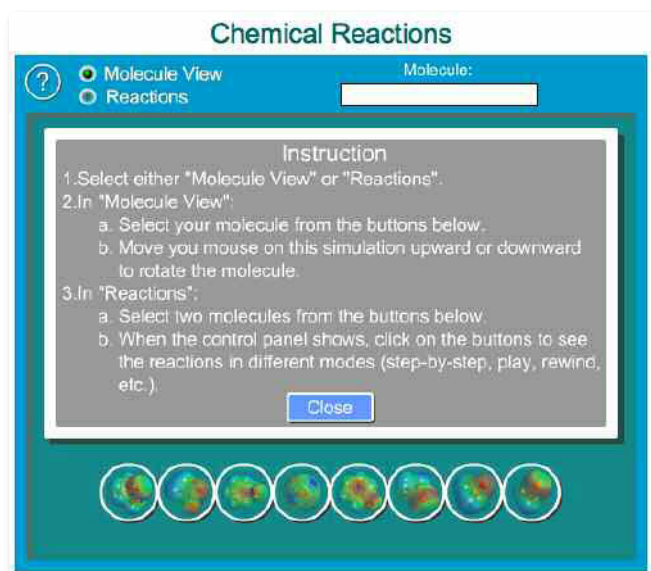 Chemical Reactions
?
Molecule View
Reactions
Molecule:
Instruction
1.Select either "Molecule View" or "Reactions".
2.In "Molecule View":
a. Select your molecule from the buttons below.
b. Move you mouse on this simulation upward or downward
to rotate the molecule.
3.In "Reactions":
a. Select two molecules from the buttons below.
b. When the control panel shows, click on the buttons to see
the reactions in different modes (step-by-step, play, rewind,
etc.).
Close